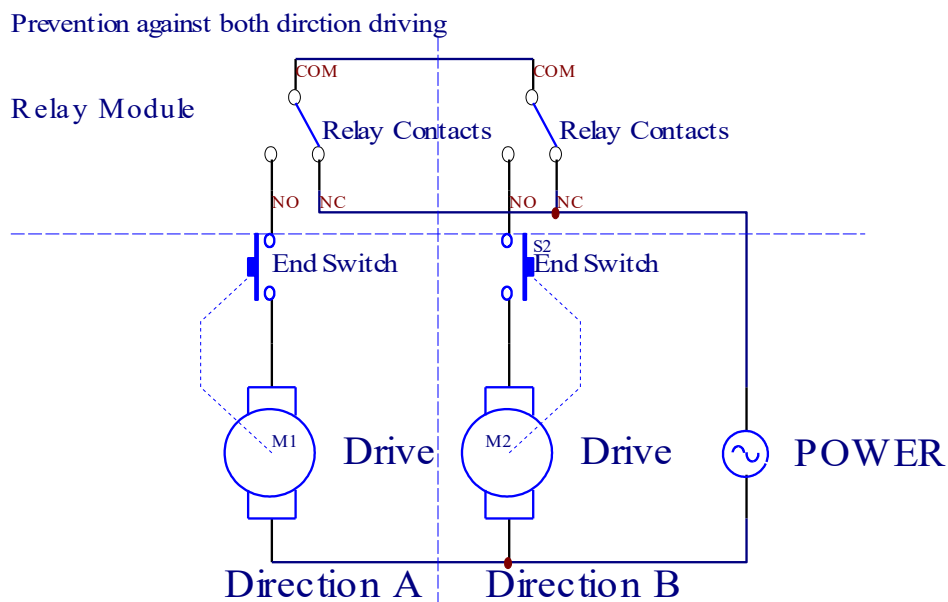 Prevention against both dirction driving
COM
COM
Relay Module
Relay Contacts
Relay Contacts
NO
NC
NO
NC
End Switch
S2
End Switch
M1
Drive
M2
Drive
POWER
Direction A
Direction B